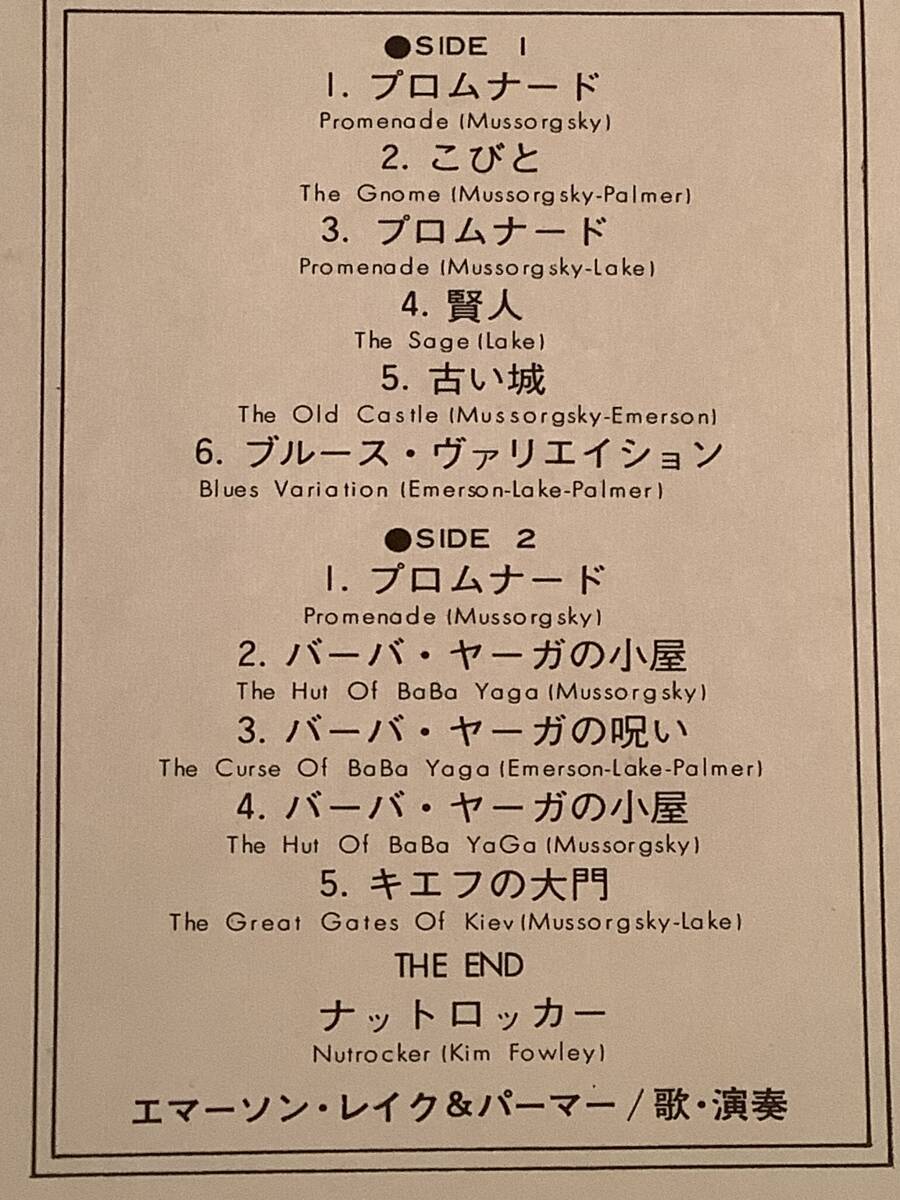 ●SIDE 1
1. プロムナード
Promenade (Mussorgsky)
2. こびと
The Gnome (Mussorgsky-Palmer)
3. プロムナード
Promenade (Mussorgsky-Lake)
4. 賢人
The Sage (Lake)
5. 古い城
The Old Castle (Mussorgsky-Emerson)
6. ブルース・ヴァリエイション
Blues Variation (Emerson-Lake-Palmer)
●SIDE 2
1. プロムナード
Promenade (Mussorgsky)
2. バーバ・ヤーガの小屋
The Hut Of BaBa Yaga (Mussorgsky)
3. バーバ・ヤーガの呪い
The Curse Of BaBa Yaga (Emerson-Lake-Palmer)
4. バーバ・ヤーガの小屋
The Hut Of BaBa YaGa (Mussorgsky)
5. キエフの大門
The Great Gates Of Kiev (Mussorgsky-Lake)
THE END
ナットロッカー
Nutrocker (Kim Fowley)
エマーソン・レイク&パーマー/歌・演奏